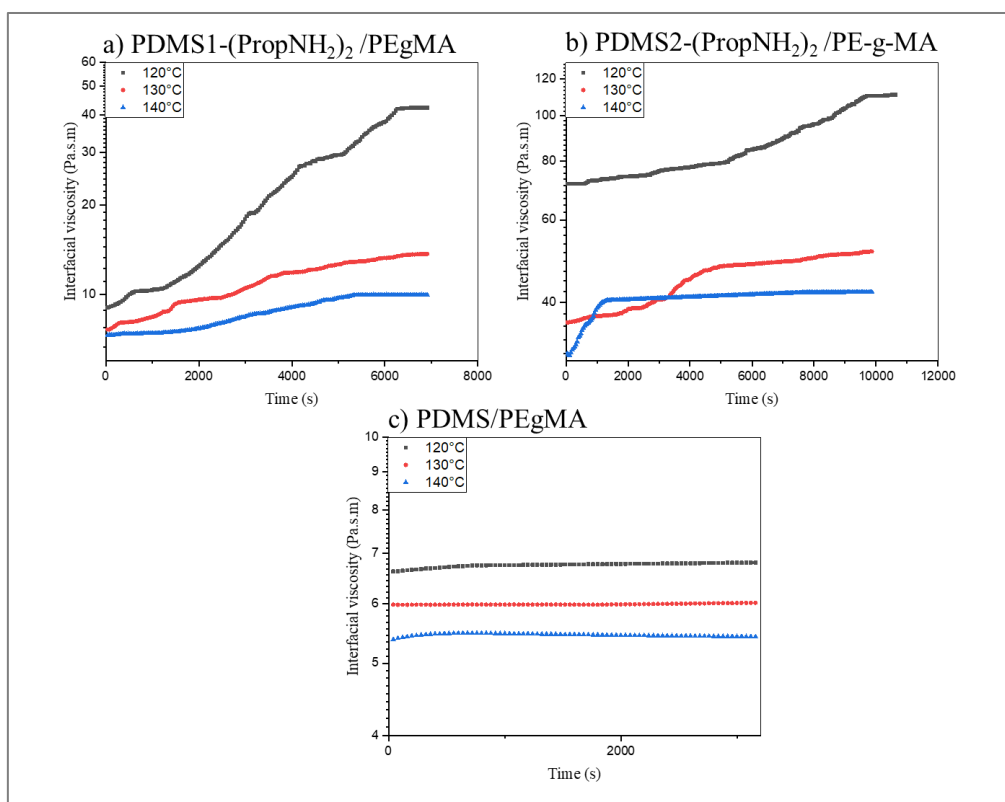 a) PDMS1-(PropNH₂)₂ /PEgMA
60
50
40
30
20
10
Interfacial viscosity (Pa.s.m)
120°C
130°C
140°C
0
2000
4000
6000
8000
Time (s)
b) PDMS2-(PropNH₂)₂ /PE-g-MA
120
100
80
60
40
Interfacial viscosity (Pa.s.m)
120°C
130°C
140°C
0
2000
4000
6000
8000
10000
12000
Time (s)
c) PDMS/PEgMA
10
9
8
7
6
5
4
Interfacial viscosity (Pa.s.m)
120°C
130°C
140°C
0
2000
Time (s)